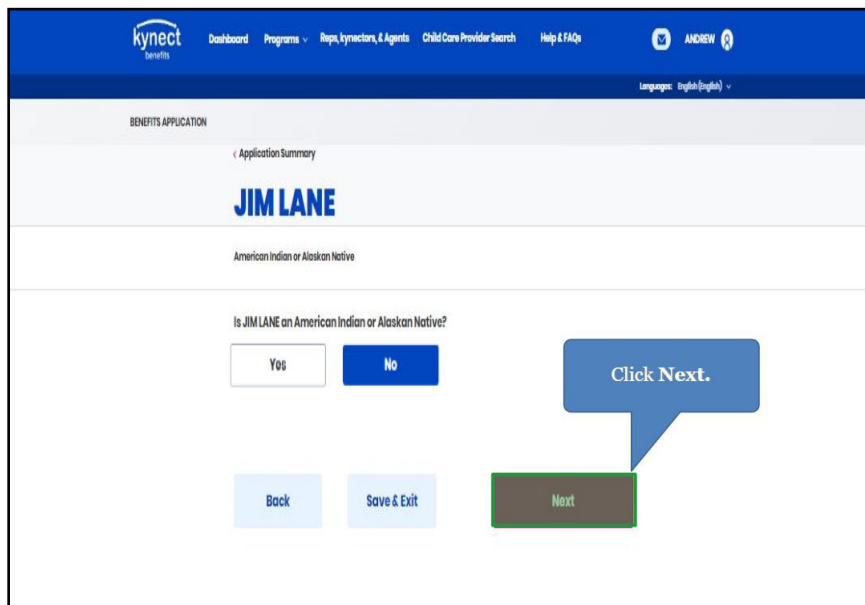 kynect
benefits
Dashboard Programs Reps, kynectors, & Agents Child Care Provider Search Help & FAQs ANDREW
Languages: English (English)
BENEFITS APPLICATION
Application Summary
JIM LANE
American Indian or Alaskan Native
Is JIM LANE an American Indian or Alaskan Native?
Yes No
Click Next.
Back Save & Exit Next